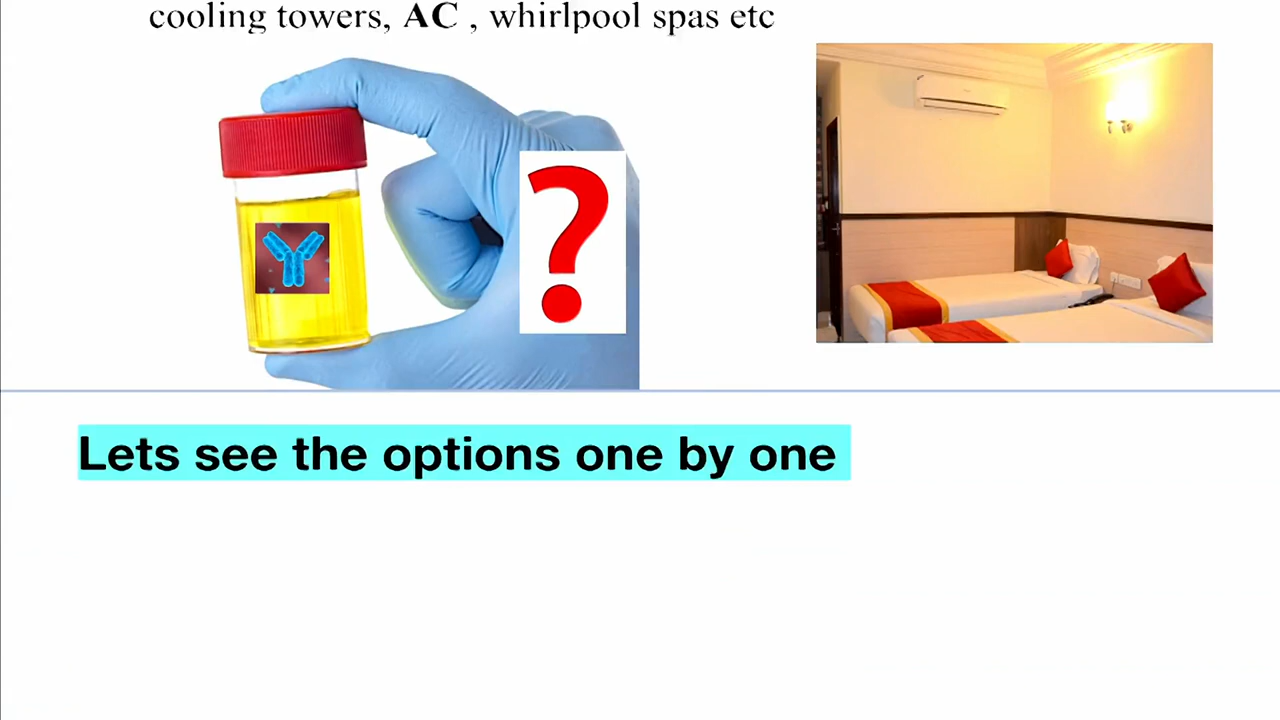 cooling towers, AC , whirlpool spas etc
?
Lets see the options one by one